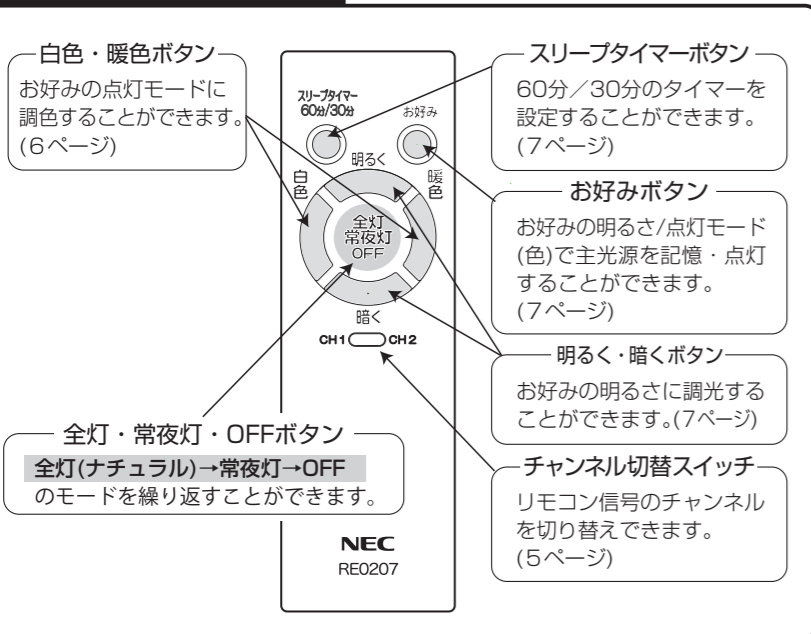 白色・暖色ボタン
お好みの点灯モードに
調色することができます。
(6ページ)
スリープタイマー
60分/30分
お好み
明るく
白色
暖色
全灯
常夜灯
OFF
暗く
CH1 CH2
NEC
RE0207
スリープタイマーボタン
60分／30分のタイマーを
設定することができます。
(7ページ)
お好みボタン
お好みの明るさ/点灯モード
(色)で主光源を記憶・点灯
することができます。
(7ページ)
明るく・暗くボタン
お好みの明るさに調光する
ことができます。(7ページ)
全灯・常夜灯・OFFボタン
全灯(ナチュラル)→常夜灯→OFF
のモードを繰り返すことができます。
チャンネル切替スイッチ
リモコン信号のチャンネル
を切り替えできます。
(5ページ)